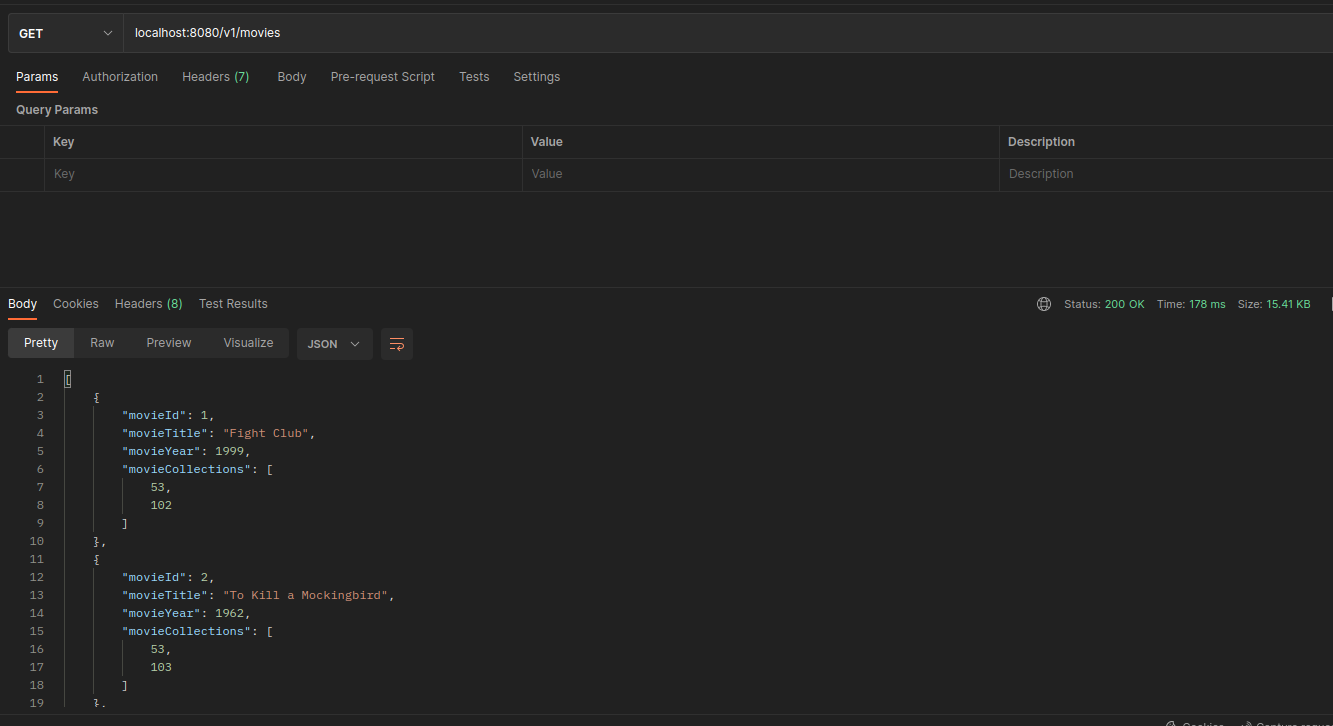 GET localhost:8080/v1/movies
Params Authorization Headers (7) Body Pre-request Script Tests Settings
Query Params
Key Value Description
Key Value Description
Body Cookies Headers (8) Test Results Status: 200 OK Time: 178 ms Size: 15.41 KB
Pretty Raw Preview Visualize JSON
1 [
2 {
3 "movieId": 1,
4 "movieTitle": "Fight Club",
5 "movieYear": 1999,
6 "movieCollections": [
7 53,
8 102
9 ]
10 },
11 {
12 "movieId": 2,
13 "movieTitle": "To Kill a Mockingbird",
14 "movieYear": 1962,
15 "movieCollections": [
16 53,
17 103
18 ]
19 },
Cookies Capture